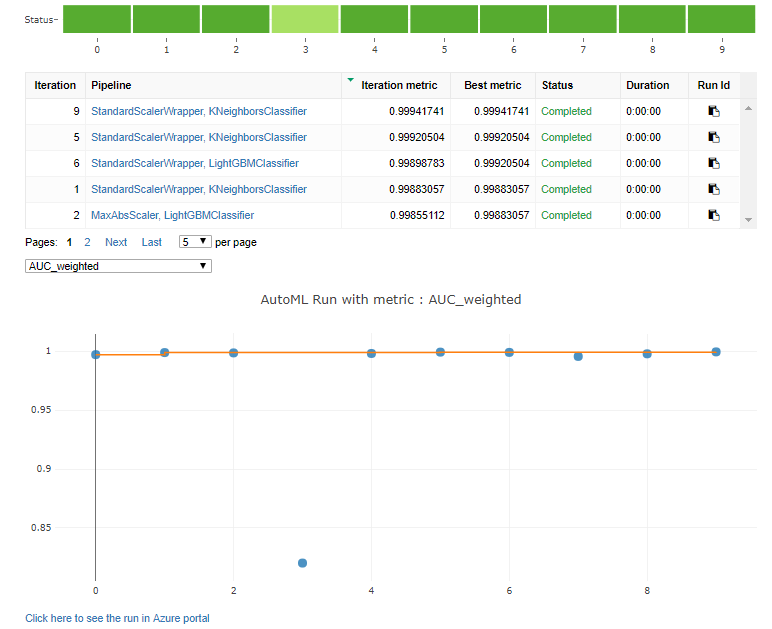 Status-
0 1 2 3 4 5 6 7 8 9
Iteration Pipeline Iteration metric Best metric Status Duration Run Id
9 StandardScalerWrapper, KNeighborsClassifier 0.99941741 0.99941741 Completed 0:00:00
5 StandardScalerWrapper, KNeighborsClassifier 0.99920504 0.99920504 Completed 0:00:00
6 StandardScalerWrapper, LightGBMClassifier 0.99898783 0.99920504 Completed 0:00:00
1 StandardScalerWrapper, KNeighborsClassifier 0.99883057 0.99883057 Completed 0:00:00
2 MaxAbsScaler, LightGBMClassifier 0.99855112 0.99883057 Completed 0:00:00
Pages: 1 2 Next Last 5 per page
AUC_weighted
AutoML Run with metric : AUC_weighted
1
0.95
0.9
0.85
0 2 4 6 8
Click here to see the run in Azure portal